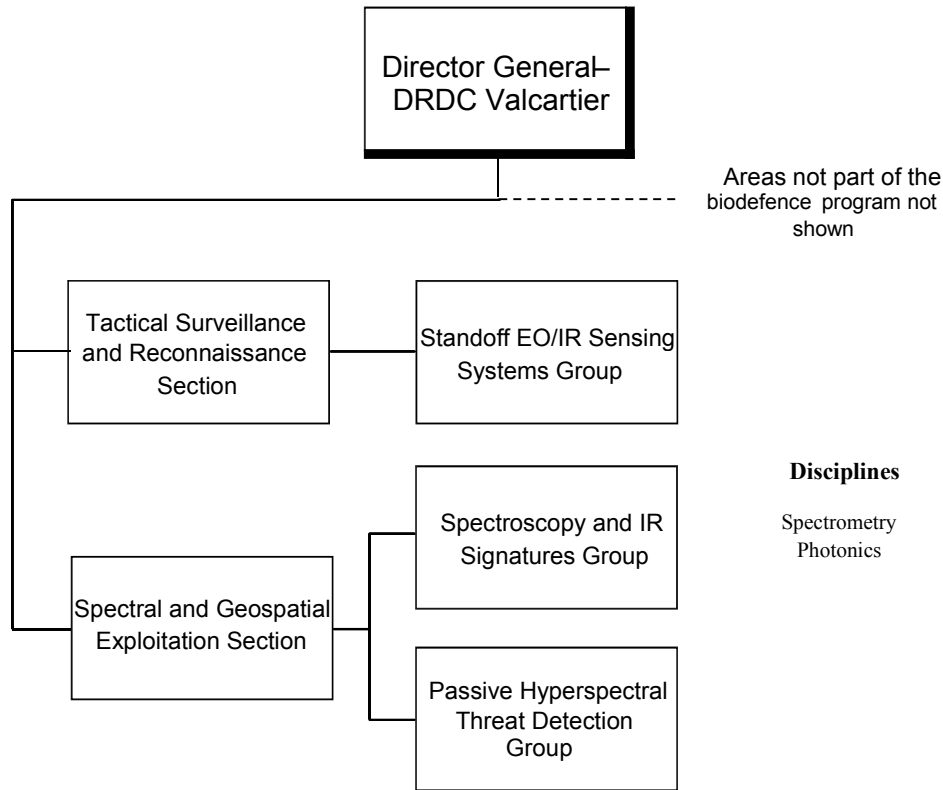 Director General–
DRDC Valcartier
Areas not part of the
biodefence program not
shown
Tactical Surveillance
and Reconnaissance
Section
Standoff EO/IR Sensing
Systems Group
Disciplines
Spectrometry
Photonics
Spectroscopy and IR
Signatures Group
Spectral and Geospatial
Exploitation Section
Passive Hyperspectral
Threat Detection
Group